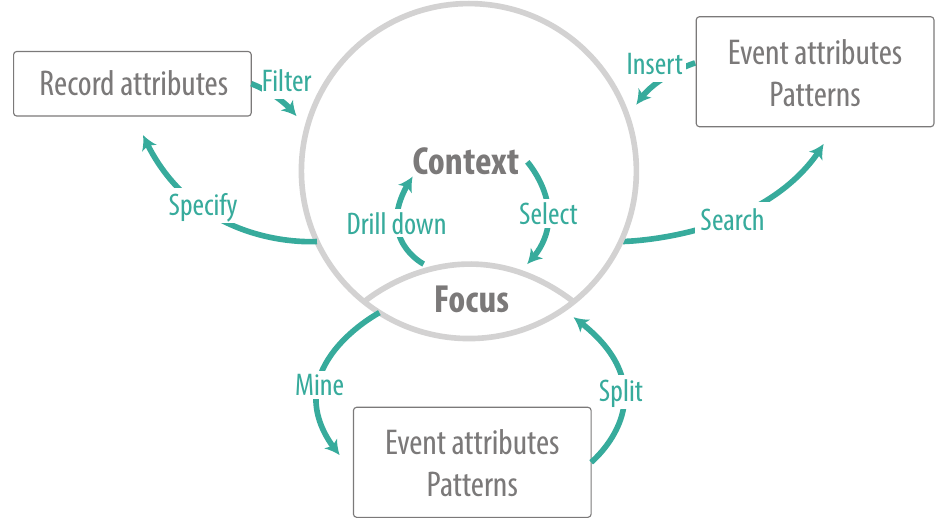 Record attributes
Filter
Insert
Event attributes
Patterns
Context
Specify
Drill down
Select
Search
Focus
Mine
Split
Event attributes
Patterns